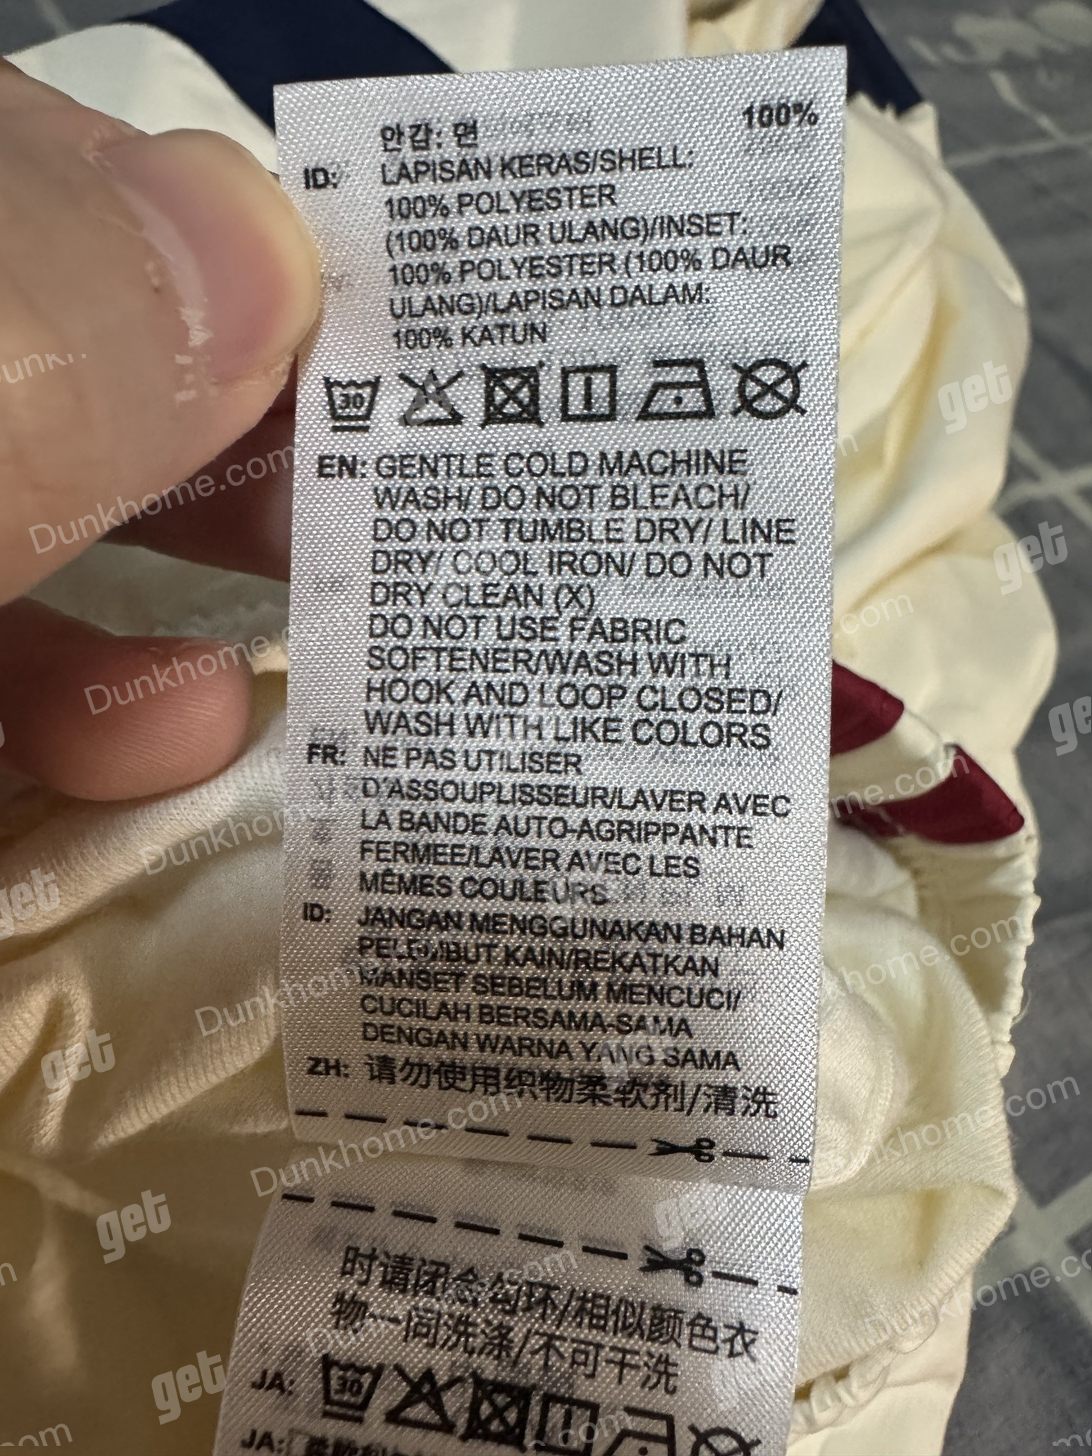 안감: 면 100%
ID: LAPISAN KERAS/SHELL:
100% POLYESTER
(100% DAUR ULANG)/INSET:
100% POLYESTER (100% DAUR
ULANG)/LAPISAN DALAM:
100% KATUN
30
EN: GENTLE COLD MACHINE
WASH/ DO NOT BLEACH/
DO NOT TUMBLE DRY/ LINE
DRY/ COOL IRON/ DO NOT
DRY CLEAN (X)
DO NOT USE FABRIC
SOFTENER/WASH WITH
HOOK AND LOOP CLOSED/
WASH WITH LIKE COLORS
FR: NE PAS UTILISER
D'ASSOUPLISSEUR/LAVER AVEC
LA BANDE AUTO-AGRIPPANTE
FERMEE/LAVER AVEC LES
MÊMES COULEURS
ID: JANGAN MENGGUNAKAN BAHAN
PELEMBUT KAIN/REKATKAN
MANSET SEBELUM MENCUCI/
CUCILAH BERSAMA-SAMA
DENGAN WARNA YANG SAMA
ZH: 请勿使用织物柔软剂/清洗
时请闭合勾环/相似颜色衣
物一同洗涤/不可干洗
JA: 30
JA:
Dunkhome.com
get